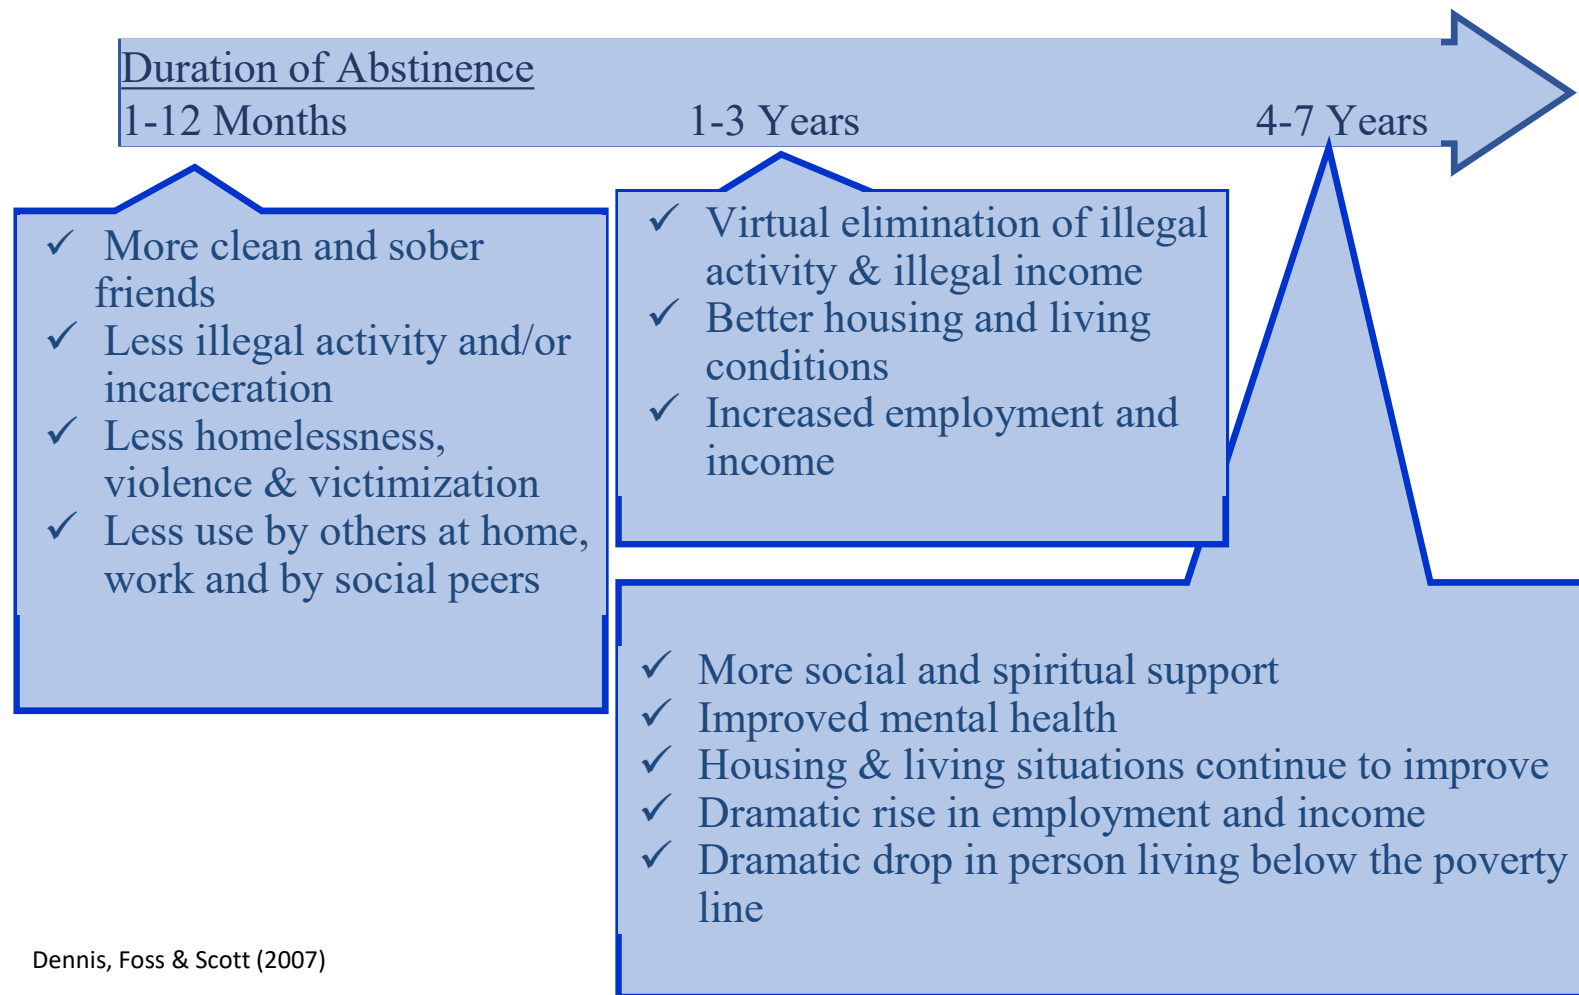 Duration of Abstinence
1-12 Months
1-3 Years
4-7 Years
✓ More clean and sober
friends
✓ Less illegal activity and/or
incarceration
✓ Less homelessness,
violence & victimization
✓ Less use by others at home,
work and by social peers
✓ Virtual elimination of illegal
activity & illegal income
✓ Better housing and living
conditions
✓ Increased employment and
income
✓ More social and spiritual support
✓ Improved mental health
✓ Housing & living situations continue to improve
✓ Dramatic rise in employment and income
✓ Dramatic drop in person living below the poverty
line
Dennis, Foss & Scott (2007)